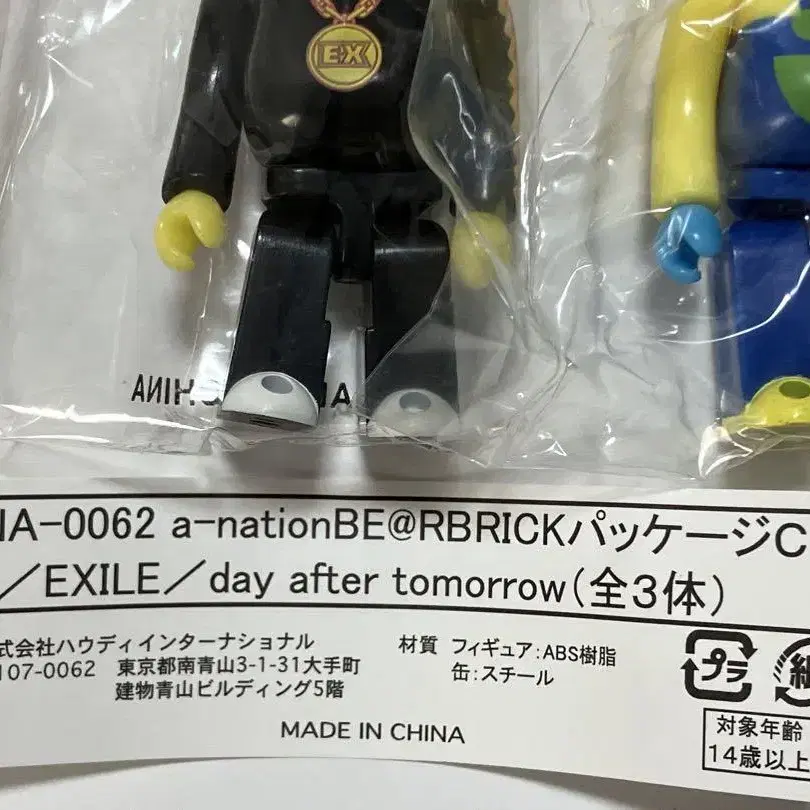 EX
NA-0062 a-nationBE@RBRICKパッケージC
／EXILE／day after tomorrow(全3体)
式会社ハウディインターナショナル
107-0062 東京都南青山3-1-31大手町
建物青山ビルディング5階
材質 フィギュア：ABS樹脂
缶：スチール
プラ
紙
MADE IN CHINA
対象年齢
14歳以上